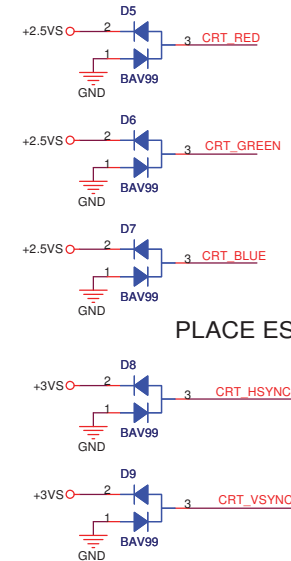 D5
+2.5VS 2
3 CRT_RED
1
BAV99
GND
D6
+2.5VS 2
3 CRT_GREEN
1
BAV99
GND
D7
+2.5VS 2
3 CRT_BLUE
1
BAV99
GND
PLACE ES
D8
+3VS 2
3 CRT_HSYNC
1
BAV99
GND
D9
+3VS 2
3 CRT_VSYNC
1
BAV99
GND